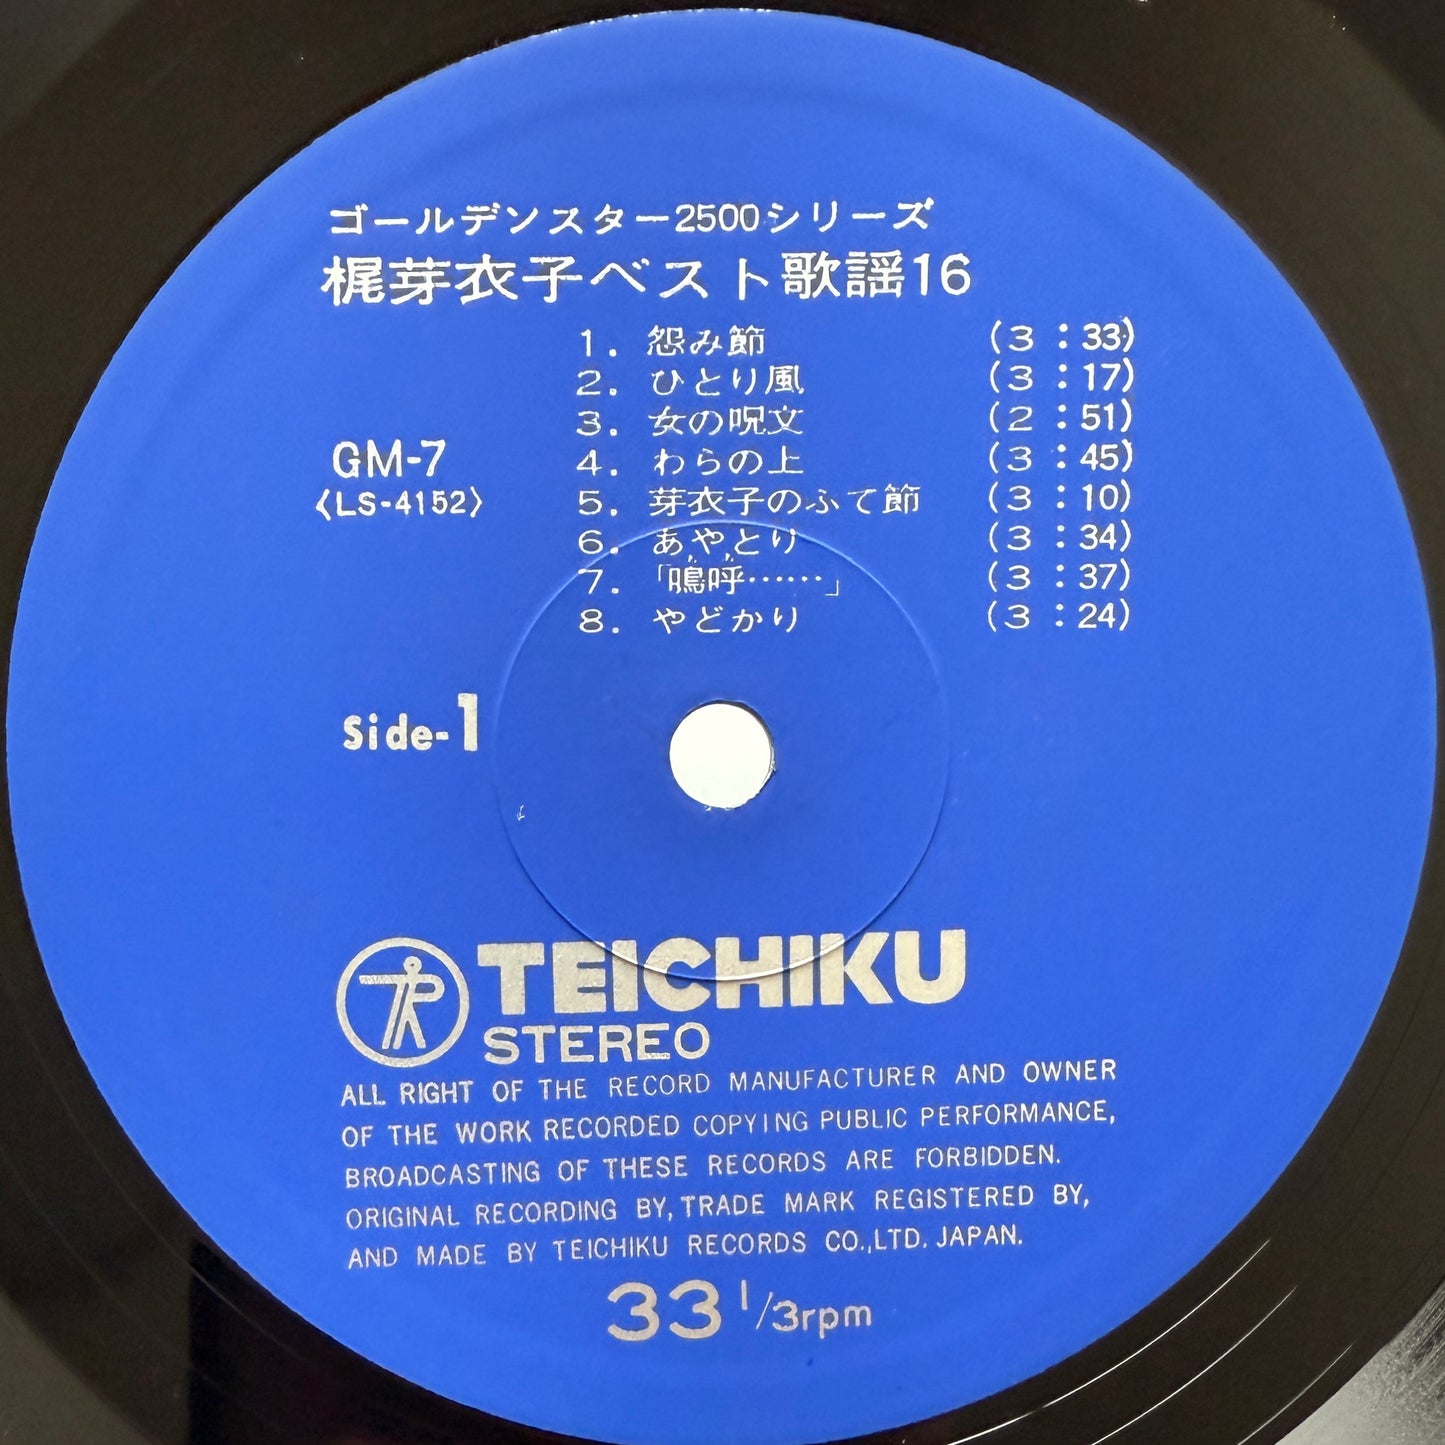 ゴールデンスター2500シリーズ
梶芽衣子ベスト歌謡16
1. 怨み節 (3：33)
2. ひとり風 (3：17)
3. 女の呪文 (2：51)
4. わらの上 (3：45)
5. 芽衣子のふて節 (3：10)
6. あやとり (3：34)
7. 「鳴呼……」 (3：37)
8. やどかり (3：24)
GM-7
〈LS-4152〉
Side-1
TEICHIKU
STEREO
ALL RIGHT OF THE RECORD MANUFACTURER AND OWNER
OF THE WORK RECORDED COPYING PUBLIC PERFORMANCE,
BROADCASTING OF THESE RECORDS ARE FORBIDDEN.
ORIGINAL RECORDING BY, TRADE MARK REGISTERED BY,
AND MADE BY TEICHIKU RECORDS CO.,LTD. JAPAN.
33 1/3rpm